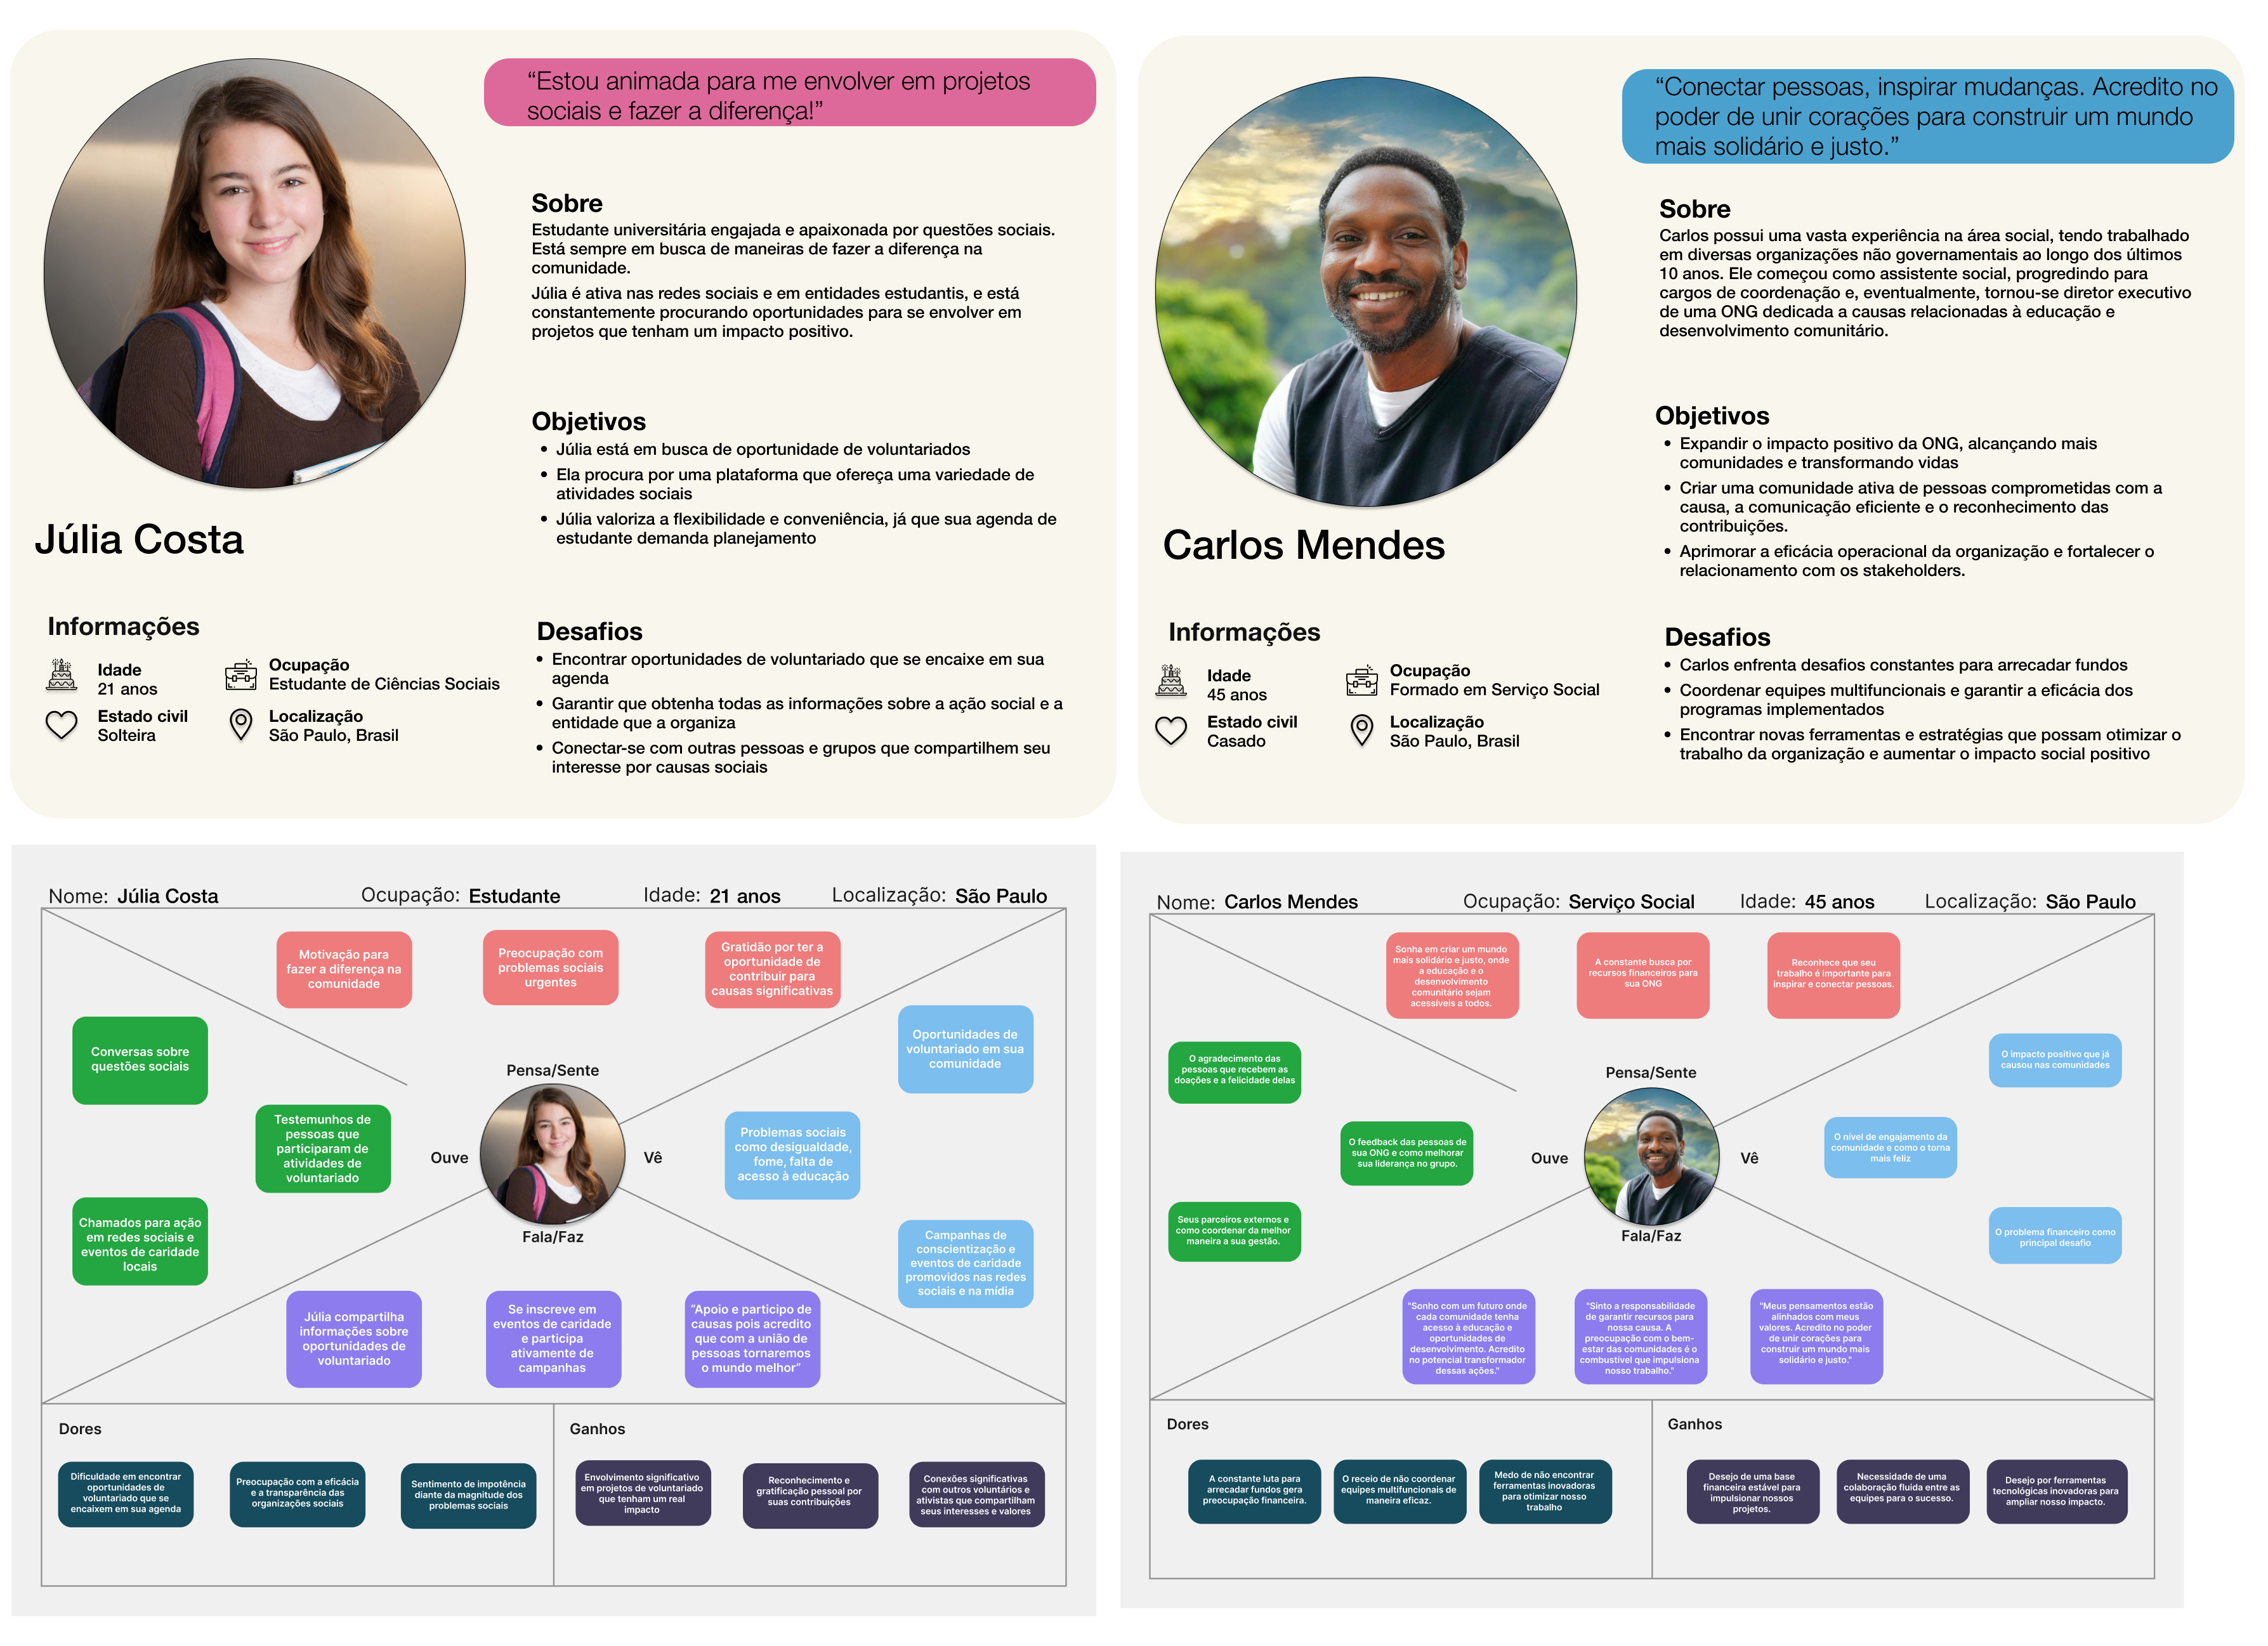 “Estou animada para me envolver em projetos
sociais e fazer a diferença!”
Sobre
Estudante universitária engajada e apaixonada por questões sociais.
Está sempre em busca de maneiras de fazer a diferença na
comunidade.
Júlia é ativa nas redes sociais e em entidades estudantis, e está
constantemente procurando oportunidades para se envolver em
projetos que tenham um impacto positivo.
Objetivos
• Júlia está em busca de oportunidade de voluntariados
• Ela procura por uma plataforma que ofereça uma variedade de
atividades sociais
• Júlia valoriza a flexibilidade e conveniência, já que sua agenda de
estudante demanda planejamento
Júlia Costa
Informações
Idade
21 anos
Ocupação
Estudante de Ciências Sociais
Estado civil
Solteira
Localização
São Paulo, Brasil
Desafios
• Encontrar oportunidades de voluntariado que se encaixe em sua
agenda
• Garantir que obtenha todas as informações sobre a ação social e a
entidade que a organiza
• Conectar-se com outras pessoas e grupos que compartilhem seu
interesse por causas sociais
“Conectar pessoas, inspirar mudanças. Acredito no
poder de unir corações para construir um mundo
mais solidário e justo.”
Sobre
Carlos possui uma vasta experiência na área social, tendo trabalhado
em diversas organizações não governamentais ao longo dos últimos
10 anos. Ele começou como assistente social, progredindo para
cargos de coordenação e, eventualmente, tornou-se diretor executivo
de uma ONG dedicada a causas relacionadas à educação e
desenvolvimento comunitário.
Objetivos
• Expandir o impacto positivo da ONG, alcançando mais
comunidades e transformando vidas
• Criar uma comunidade ativa de pessoas comprometidas com a
causa, a comunicação eficiente e o reconhecimento das
contribuições.
• Aprimorar a eficácia operacional da organização e fortalecer o
relacionamento com os stakeholders.
Carlos Mendes
Informações
Idade
45 anos
Ocupação
Formado em Serviço Social
Estado civil
Casado
Localização
São Paulo, Brasil
Desafios
• Carlos enfrenta desafios constantes para arrecadar fundos
• Coordenar equipes multifuncionais e garantir a eficácia dos
programas implementados
• Encontrar novas ferramentas e estratégias que possam otimizar o
trabalho da organização e aumentar o impacto social positivo
Nome: Júlia Costa Ocupação: Estudante Idade: 21 anos Localização: São Paulo
Motivação para
fazer a diferença na
comunidade
Preocupação com
problemas sociais
urgentes
Gratidão por ter a
oportunidade de
contribuir para
causas significativas
Conversas sobre
questões sociais
Testemunhos de
pessoas que
participaram de
atividades de
voluntariado
Chamados para ação
em redes sociais e
eventos de caridade
locais
Pensa/Sente
Ouve
Vê
Fala/Faz
Oportunidades de
voluntariado em sua
comunidade
Problemas sociais
como desigualdade,
fome, falta de
acesso à educação
Campanhas de
conscientização e
eventos de caridade
promovidos nas redes
sociais e na mídia
Júlia compartilha
informações sobre
oportunidades de
voluntariado
Se inscreve em
eventos de caridade
e participa
ativamente de
campanhas
“Apoio e participo de
causas pois acredito
que com a união de
pessoas tornaremos
o mundo melhor”
Dores
Dificuldade em encontrar
oportunidades de
voluntariado que se
encaixem em sua agenda
Preocupação com a eficácia
e a transparência das
organizações sociais
Sentimento de impotência
diante da magnitude dos
problemas sociais
Ganhos
Envolvimento significativo
em projetos de voluntariado
que tenham um real
impacto
Reconhecimento e
gratificação pessoal por
suas contribuições
Conexões significativas
com outros voluntários e
ativistas que compartilham
seus interesses e valores
Nome: Carlos Mendes Ocupação: Serviço Social Idade: 45 anos Localização: São Paulo
Sonha em criar um mundo
mais solidário e justo, onde
a educação e o
desenvolvimento
comunitário sejam
acessíveis a todos.
A constante busca por
recursos financeiros para
sua ONG
Reconhece que seu
trabalho é importante para
inspirar e conectar pessoas.
O agradecimento das
pessoas que recebem as
doações e a felicidade delas
O feedback das pessoas de
sua ONG e como melhorar
sua liderança no grupo.
Seus parceiros externos e
como coordenar da melhor
maneira a sua gestão.
Pensa/Sente
Ouve
Vê
Fala/Faz
O impacto positivo que já
causou nas comunidades
O nível de engajamento da
comunidade e como o torna
mais feliz
O problema financeiro como
principal desafio
"Sonho com um futuro onde
cada comunidade tenha
acesso à educação e
oportunidades de
desenvolvimento. Acredito
no potencial transformador
dessas ações."
"Sinto a responsabilidade
de garantir recursos para
nossa causa. A
preocupação com o bem-
estar das comunidades é o
combustível que impulsiona
nosso trabalho."
"Meus pensamentos estão
alinhados com meus
valores. Acredito no poder
de unir corações para
construir um mundo mais
solidário e justo."
Dores
A constante luta para
arrecadar fundos gera
preocupação financeira.
O receio de não coordenar
equipes multifuncionais de
maneira eficaz.
Medo de não encontrar
ferramentas inovadoras
para otimizar nosso
trabalho
Ganhos
Desejo de uma base
financeira estável para
impulsionar nossos
projetos.
Necessidade de uma
colaboração fluida entre as
equipes para o sucesso.
Desejo por ferramentas
tecnológicas inovadoras para
ampliar nosso impacto.